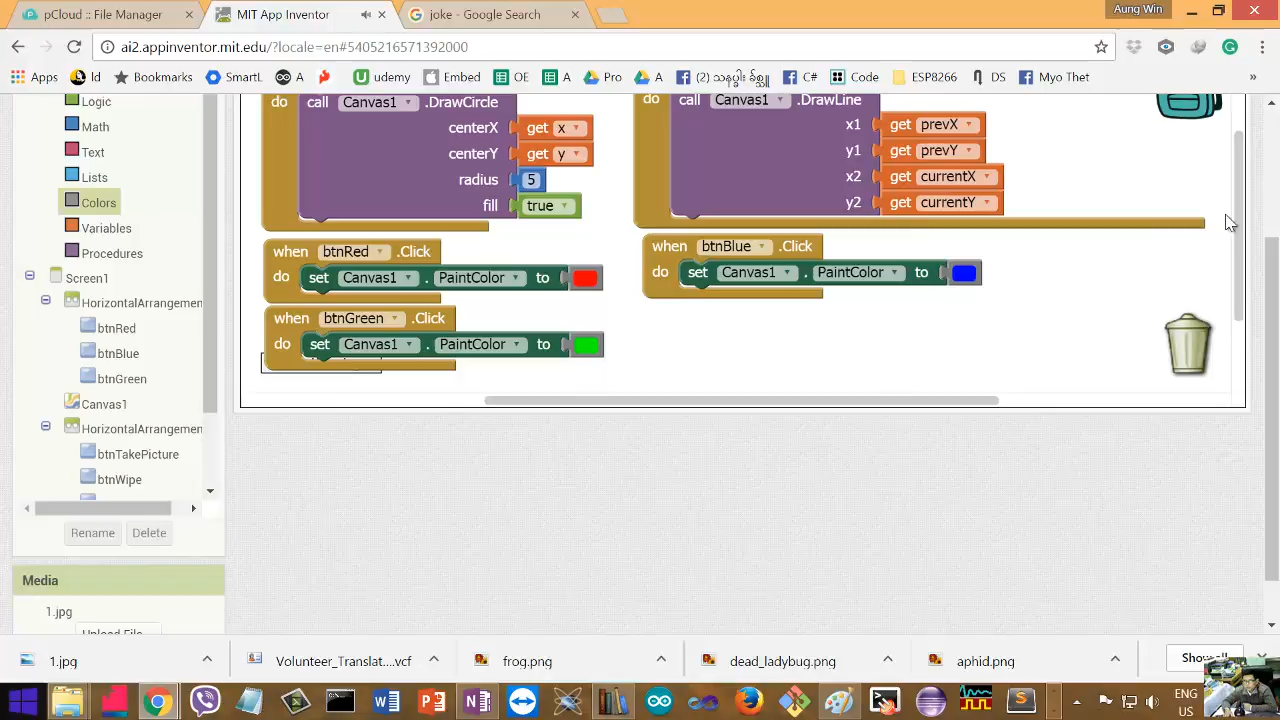 Aung Win
pCloud :: File Manager
MIT App Inventor
joke - Google Search
ai2.appinventor.mit.edu/?locale=en#5405216571392000
Apps
ld
Bookmarks
SmartL
A
udemy
Embed
OE
A
Pro
A
C#
Code
ESP8266
DS
Myo Thet
»
Logic
Math
Text
Lists
Colors
Variables
Procedures
Screen1
HorizontalArrangemen
btnRed
btnBlue
btnGreen
Canvas1
HorizontalArrangemen
btnTakePicture
btnWipe
Rename Delete
Media
1.jpg
Upload File
do call Canvas1 .DrawCircle
centerX get x
centerY get y
radius 5
fill true
do call Canvas1 .DrawLine
x1 get prevX
y1 get prevY
x2 get currentX
y2 get currentY
when btnRed .Click
do set Canvas1 . PaintColor to
when btnGreen .Click
do set Canvas1 . PaintColor to
when btnBlue .Click
do set Canvas1 . PaintColor to
1.jpg
Volunteer_Translat....vcf
frog.png
dead_ladybug.png
aphid.png
ENG
US